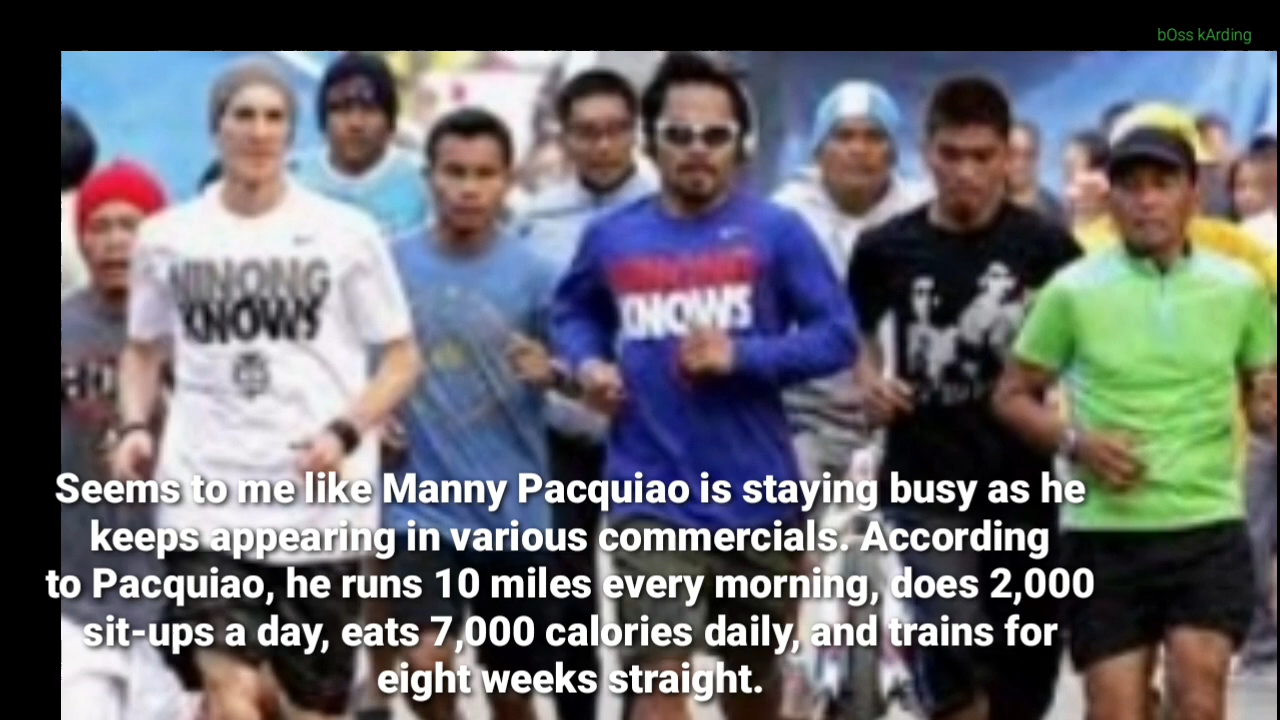 bOss kArding
NINONG
KNOWS
KNOWS
Seems to me like Manny Pacquiao is staying busy as he
keeps appearing in various commercials. According
to Pacquiao, he runs 10 miles every morning, does 2,000
sit-ups a day, eats 7,000 calories daily, and trains for
eight weeks straight.